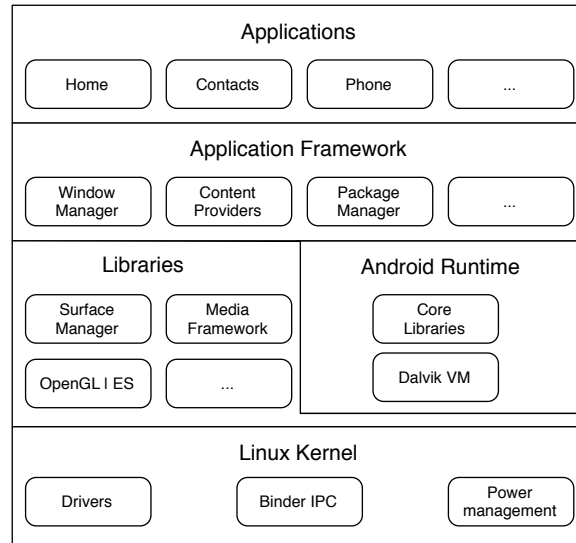 Applications
Home
Contacts
Phone
...
Application Framework
Window
Manager
Content
Providers
Package
Manager
...
Libraries
Surface
Manager
Media
Framework
OpenGL | ES
...
Android Runtime
Core
Libraries
Dalvik VM
Linux Kernel
Drivers
Binder IPC
Power
management